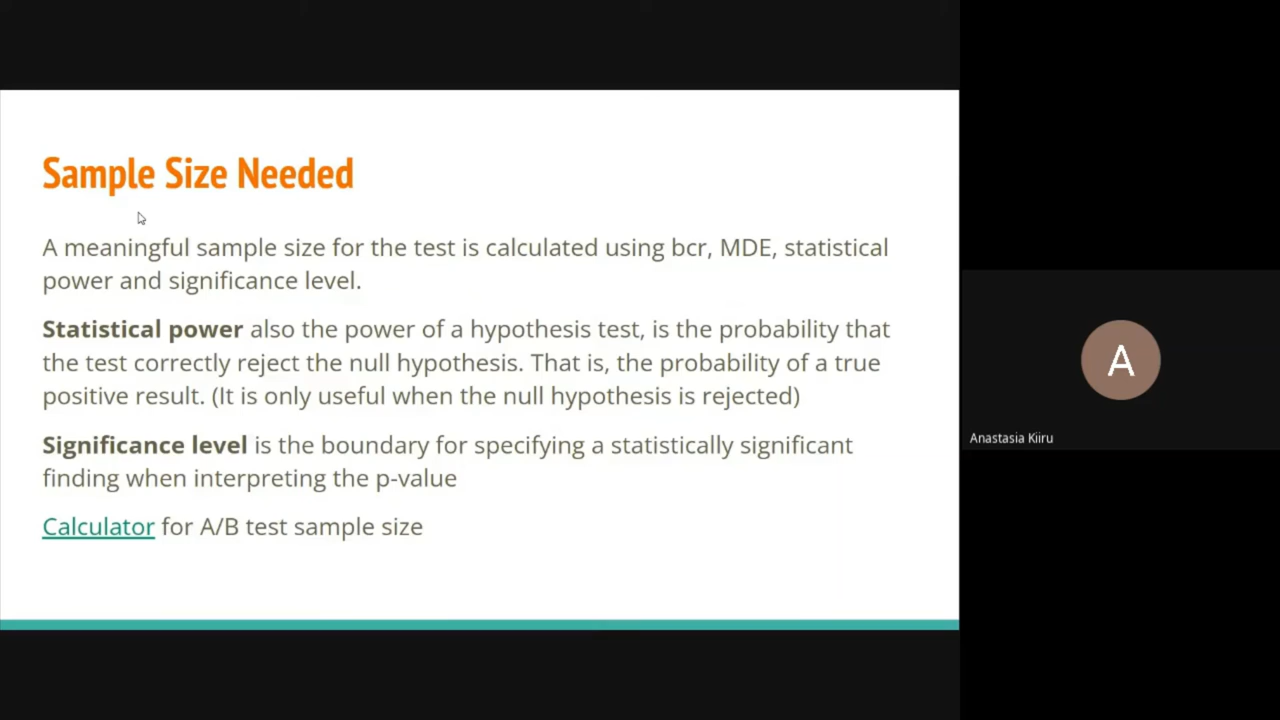 Sample Size Needed
A meaningful sample size for the test is calculated using bcr, MDE, statistical
power and significance level.
Statistical power also the power of a hypothesis test, is the probability that
the test correctly reject the null hypothesis. That is, the probability of a true
positive result. (It is only useful when the null hypothesis is rejected)
Significance level is the boundary for specifying a statistically significant
finding when interpreting the p-value
Calculator for A/B test sample size
A
Anastasia Kiiru